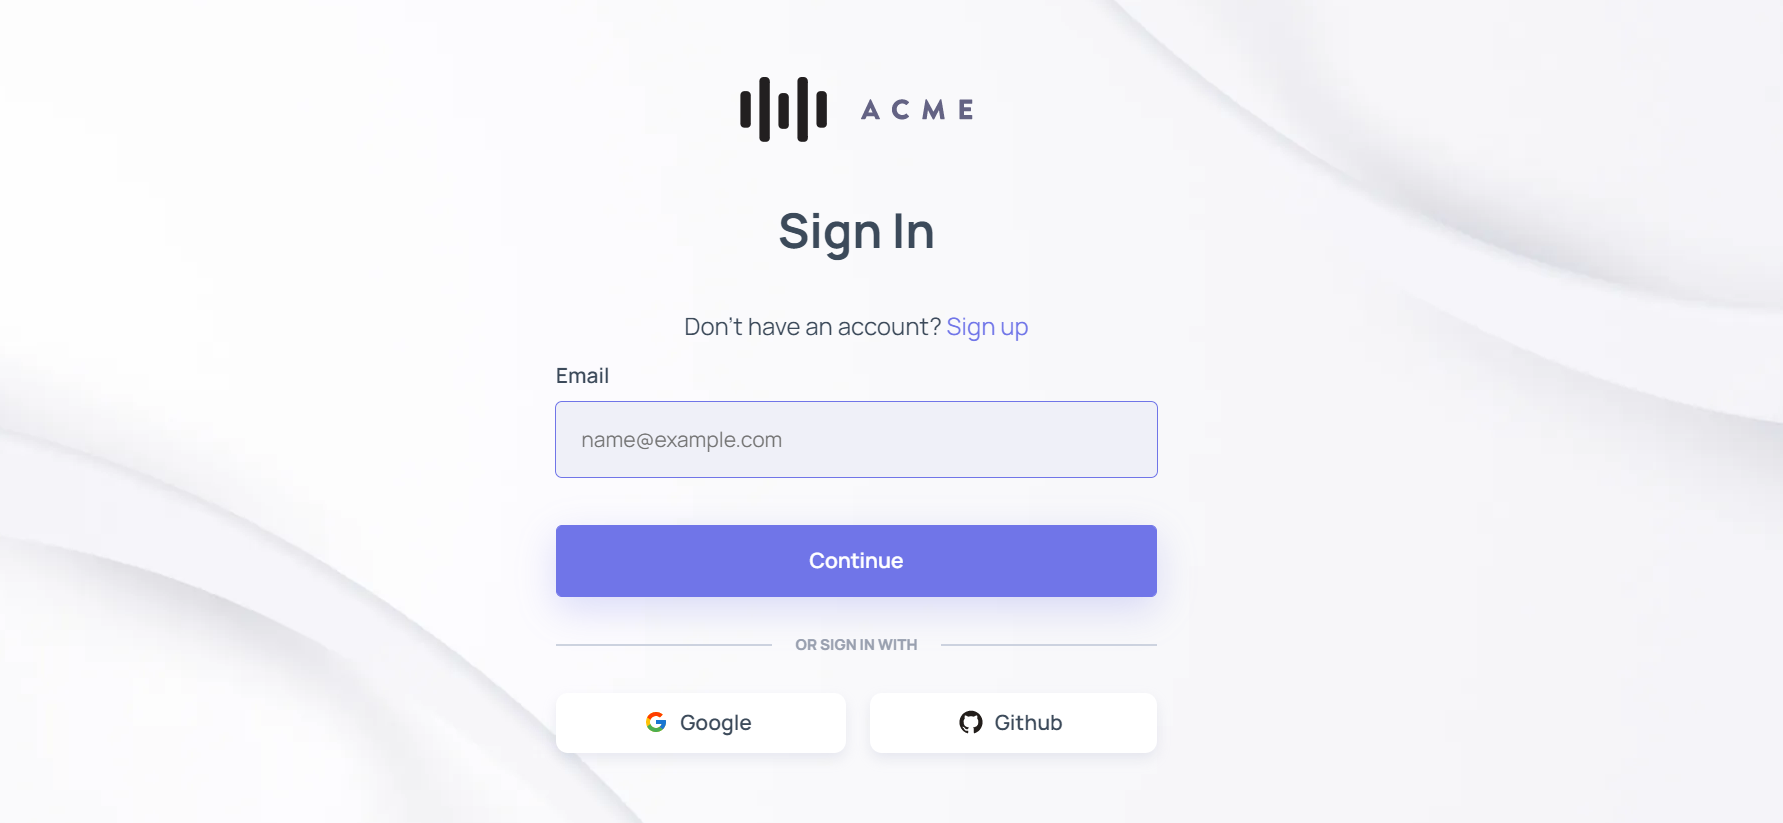 ACME
Sign In
Don't have an account? Sign up
Email
name@example.com
Continue
OR SIGN IN WITH
Google
Github